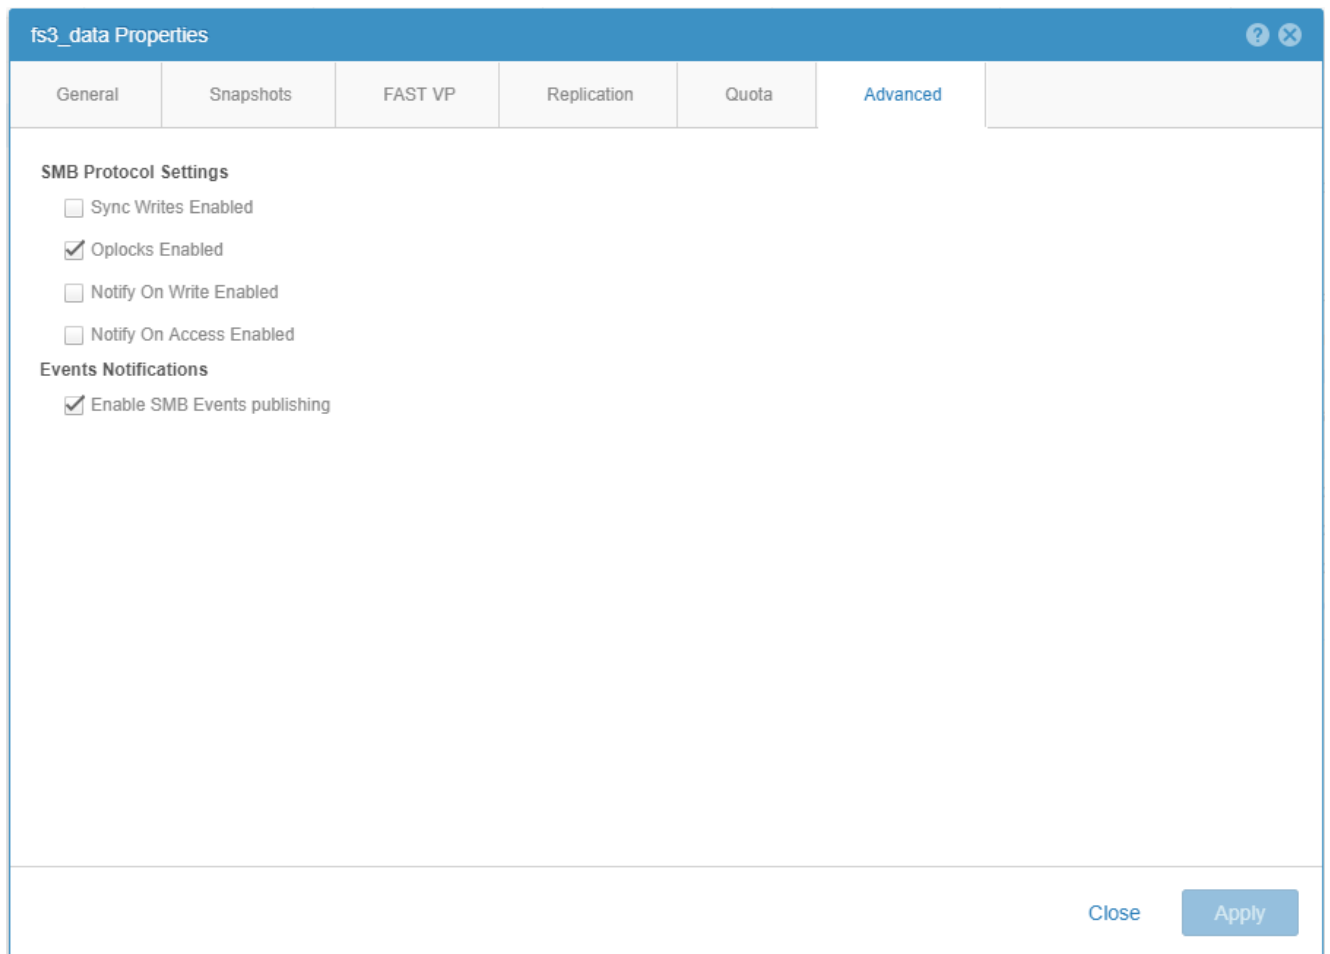 fs3_data Properties
General Snapshots FAST VP Replication Quota Advanced
SMB Protocol Settings
Sync Writes Enabled
Oplocks Enabled
Notify On Write Enabled
Notify On Access Enabled
Events Notifications
Enable SMB Events publishing
Close Apply